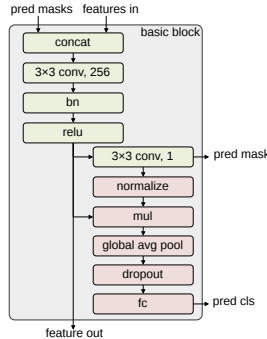 pred masks
features in
basic block
concat
3×3 conv, 256
bn
relu
3×3 conv, 1
pred mask
normalize
mul
global avg pool
dropout
fc
pred cls
feature out